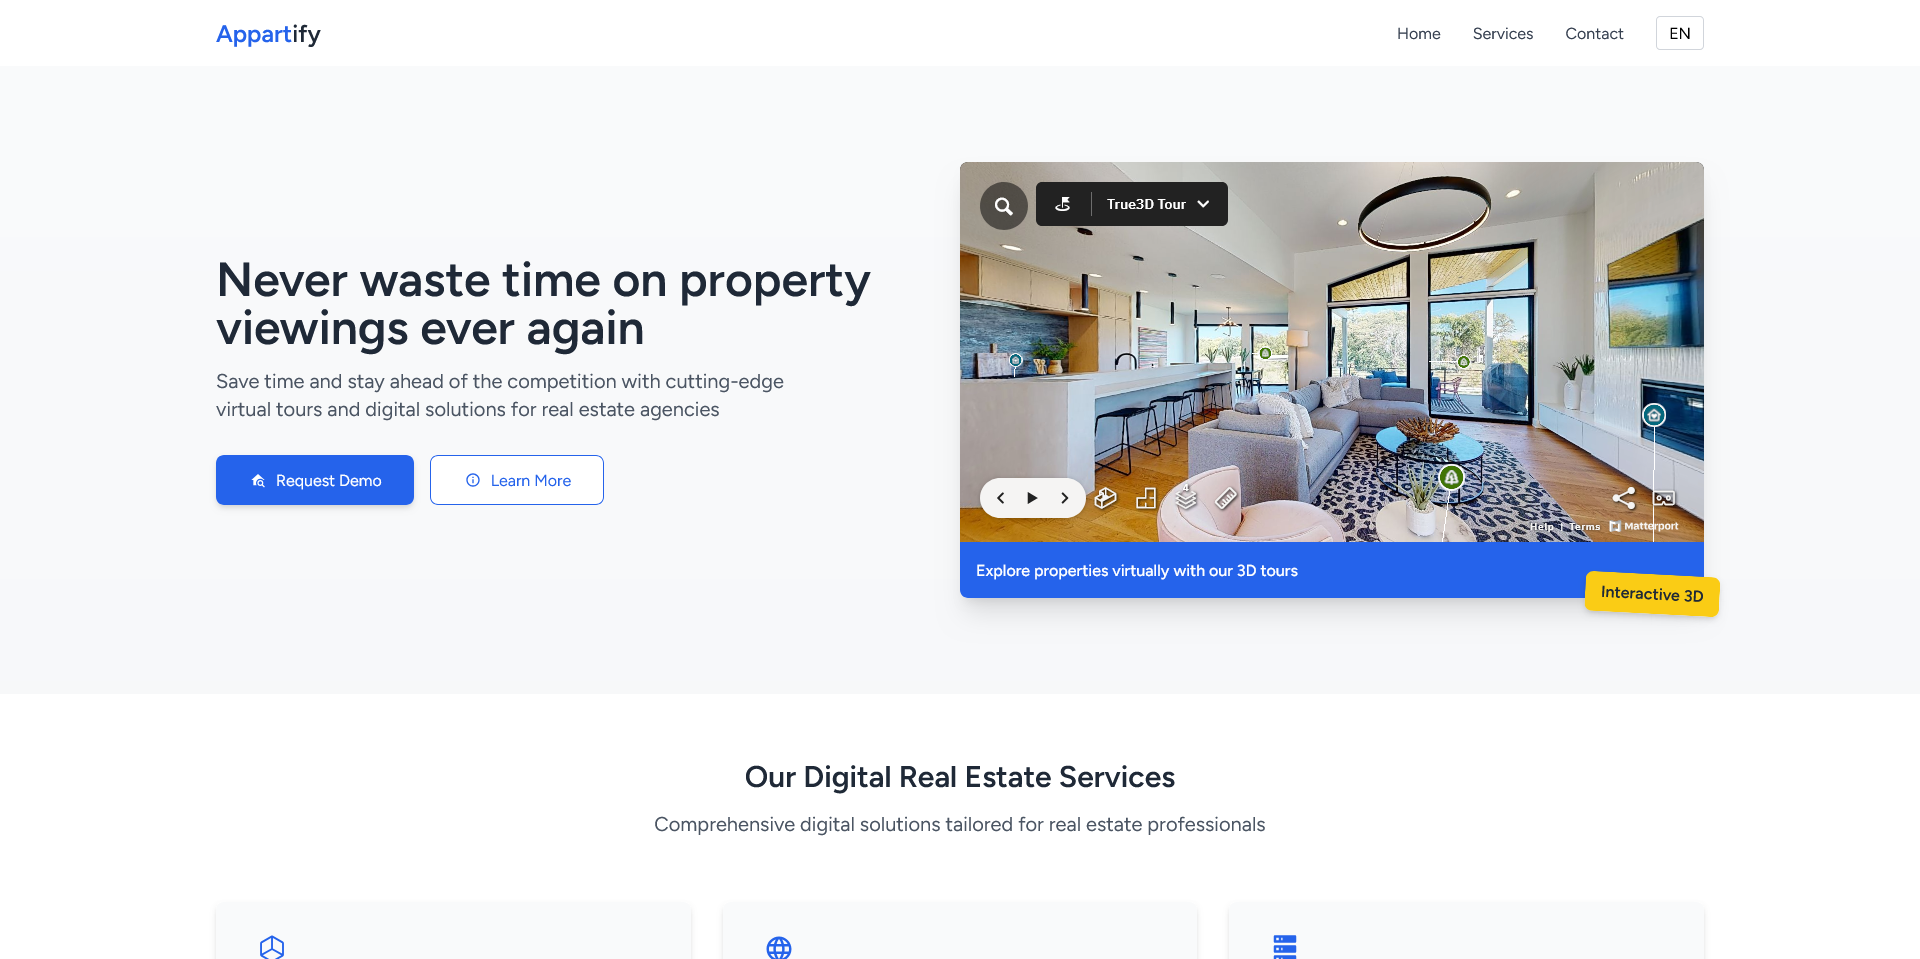 Appartify
Home
Services
Contact
EN
True3D Tour
Never waste time on property
viewings ever again
Save time and stay ahead of the competition with cutting-edge
virtual tours and digital solutions for real estate agencies
Request Demo
Learn More
Help | Terms
Matterport
Explore properties virtually with our 3D tours
Interactive 3D
Our Digital Real Estate Services
Comprehensive digital solutions tailored for real estate professionals